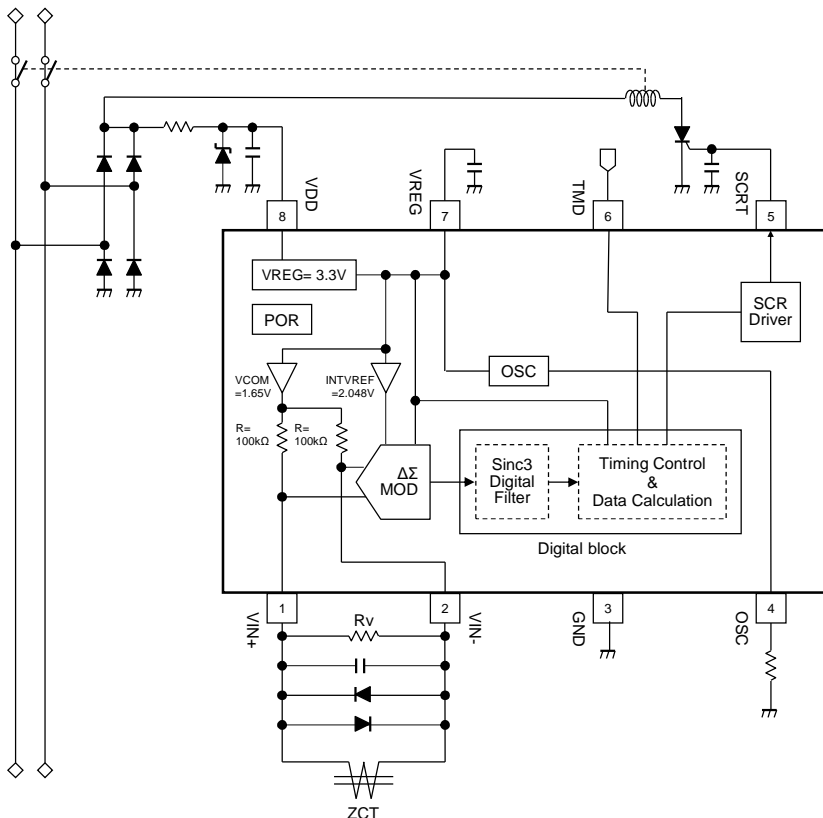 VDD
VREG
TMD
SCRT
8
7
6
5
VREG= 3.3V
POR
SCR
Driver
VCOM
=1.65V
INTVREF
=2.048V
OSC
R=
100kΩ
R=
100kΩ
ΔΣ
MOD
Sinc3
Digital
Filter
Timing Control
&
Data Calculation
Digital block
1
2
3
4
VIN+
Rv
VIN-
GND
OSC
ZCT